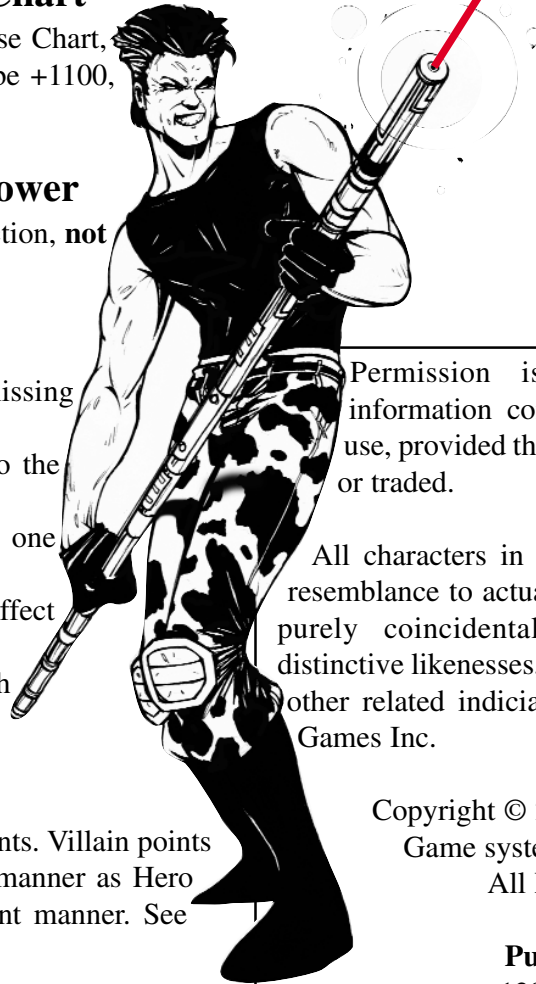 Chart
se Chart,
be +1100,
ower
ction, not
issing
o the
one
ffect
h
nts. Villain points
manner as Hero
nt manner. See
Permission is
information co
use, provided th
or traded.
All characters in
resemblance to actua
purely coincidental
distinctive likenesses,
other related indicia
Games Inc.
Copyright ©
Game syste
All
Pu